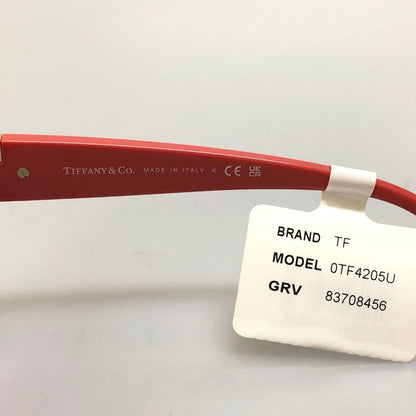 TIFFANY & CO. MADE IN ITALY K CE UK CA
BRAND TF
MODEL 0TF4205U
GRV 83708456